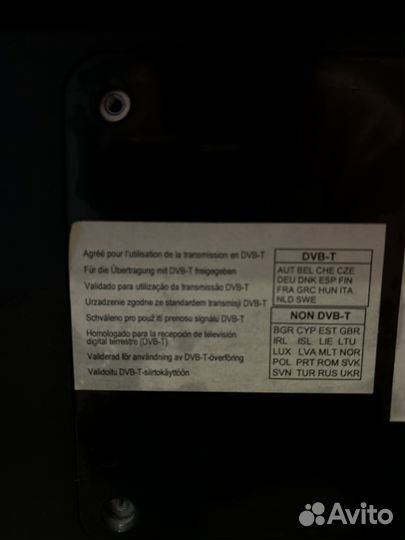 Agréé pour l'utilisation de la transmission en DVB-T
Für die Übertragung mit DVB-T freigegeben
Validado para utilização da transmissão DVB-T
Urzadzenie zgodne ze standardem transmisji DVB-T
Schváleno pro použ iti prenosu signálu DVB-T
Homologado para la recepción de televisión
digital terrestre (DVB-T)
Validerad för användning av DVB-T-överföring
Validoitu DVB-T-siirtokäyttöön
DVB-T
AUT BEL CHE CZE
DEU DNK ESP FIN
FRA GRC HUN ITA
NLD SWE
NON DVB-T
BGR CYP EST GBR
IRL ISL LIE LTU
LUX LVA MLT NOR
POL PRT ROM SVK
SVN TUR RUS UKR
Avito